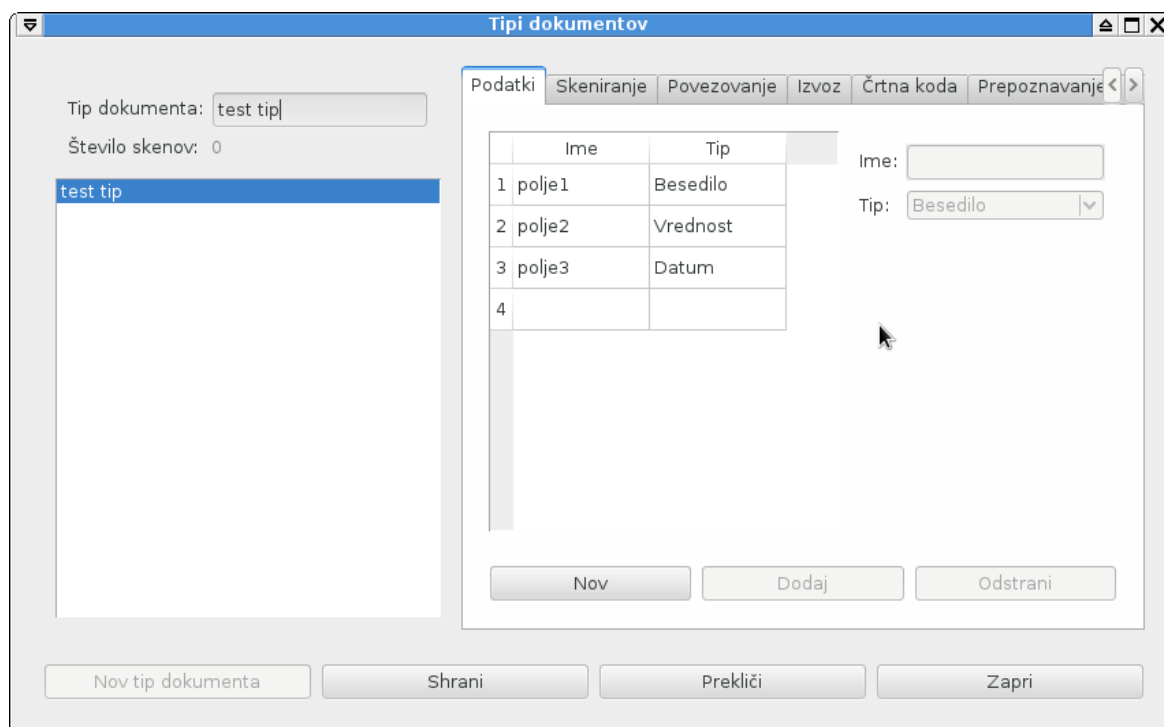 Tipi dokumentov
Tip dokumenta: test tip
Število skenov: 0
test tip
Podatki Skeniranje Povezovanje Izvoz Črtna koda Prepoznavanje
Ime Tip
1 polje1 Besedilo
2 polje2 Vrednost
3 polje3 Datum
4
Ime:
Tip: Besedilo
Nov Dodaj Odstrani
Nov tip dokumenta Shrani Prekliči Zapri